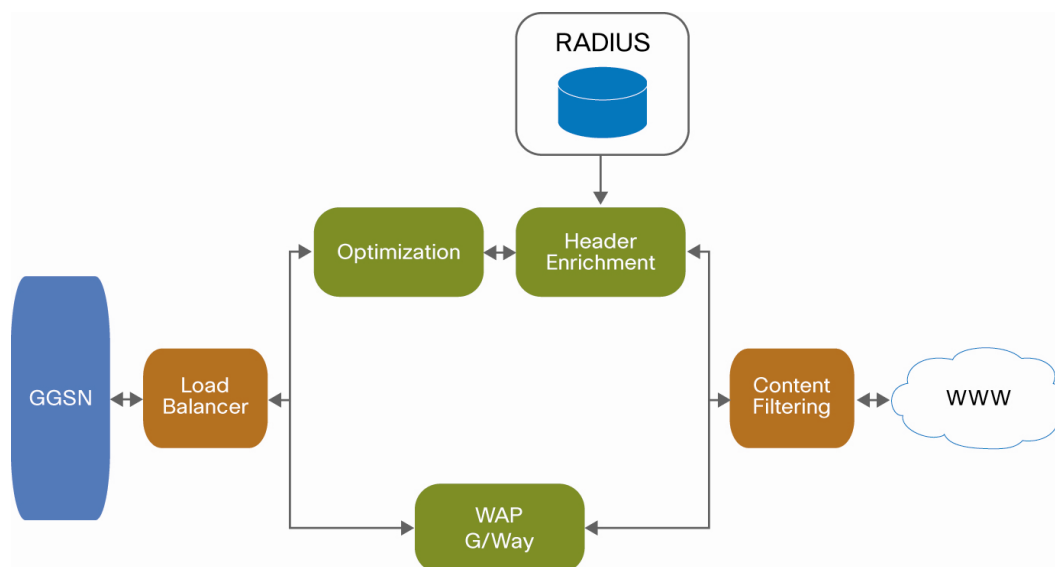 RADIUS
Optimization
Header
Enrichment
GGSN
Load
Balancer
Content
Filtering
WWW
WAP
G/Way